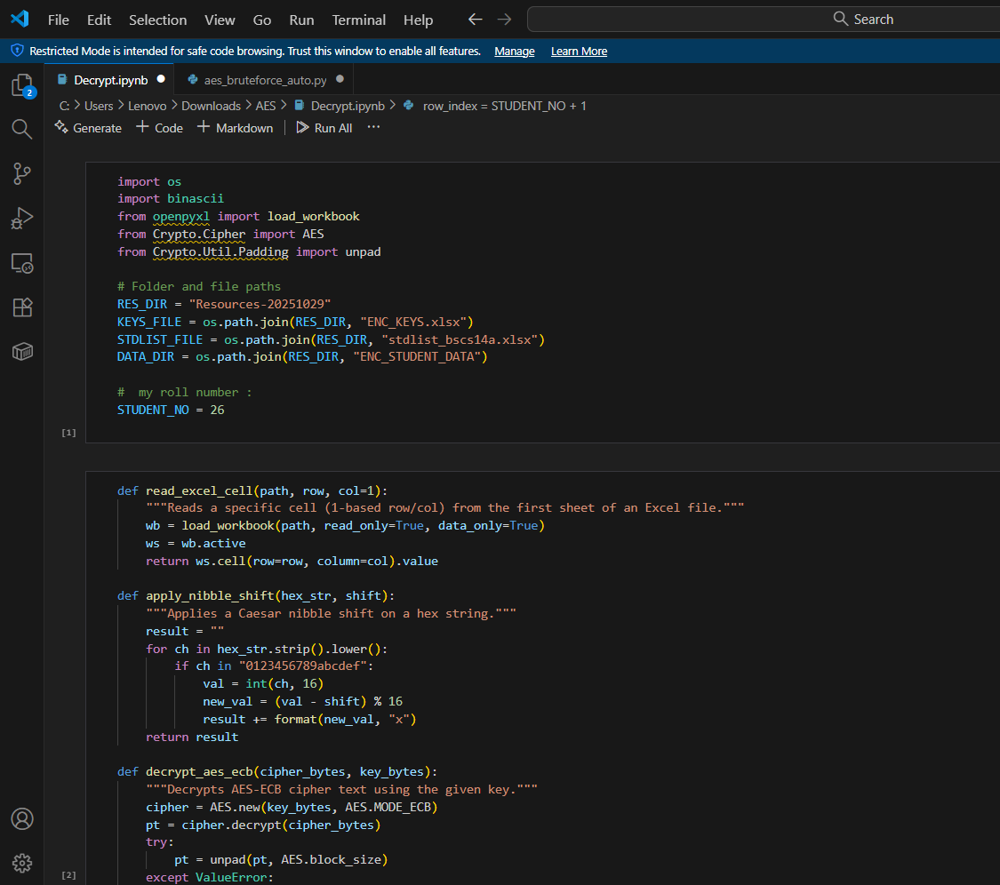 File Edit Selection View Go Run Terminal Help Search
Restricted Mode is intended for safe code browsing. Trust this window to enable all features. Manage Learn More
2
Decrypt.ipynb aes_bruteforce_auto.py
C: > Users > Lenovo > Downloads > AES > Decrypt.ipynb > row_index = STUDENT_NO + 1
Generate + Code + Markdown Run All ...
import os
import binascii
from openpyxl import load_workbook
from Crypto.Cipher import AES
from Crypto.Util.Padding import unpad
# Folder and file paths
RES_DIR = "Resources-20251029"
KEYS_FILE = os.path.join(RES_DIR, "ENC_KEYS.xlsx")
STDLIST_FILE = os.path.join(RES_DIR, "stdlist_bscs14a.xlsx")
DATA_DIR = os.path.join(RES_DIR, "ENC_STUDENT_DATA")
#  my roll number :
STUDENT_NO = 26
[1]
def read_excel_cell(path, row, col=1):
    """Reads a specific cell (1-based row/col) from the first sheet of an Excel file."""
    wb = load_workbook(path, read_only=True, data_only=True)
    ws = wb.active
    return ws.cell(row=row, column=col).value
def apply_nibble_shift(hex_str, shift):
    """Applies a Caesar nibble shift on a hex string."""
    result = ""
    for ch in hex_str.strip().lower():
        if ch in "0123456789abcdef":
            val = int(ch, 16)
            new_val = (val - shift) % 16
            result += format(new_val, "x")
    return result
def decrypt_aes_ecb(cipher_bytes, key_bytes):
    """Decrypts AES-ECB cipher text using the given key."""
    cipher = AES.new(key_bytes, AES.MODE_ECB)
    pt = cipher.decrypt(cipher_bytes)
    try:
        pt = unpad(pt, AES.block_size)
    except ValueError:
[2]